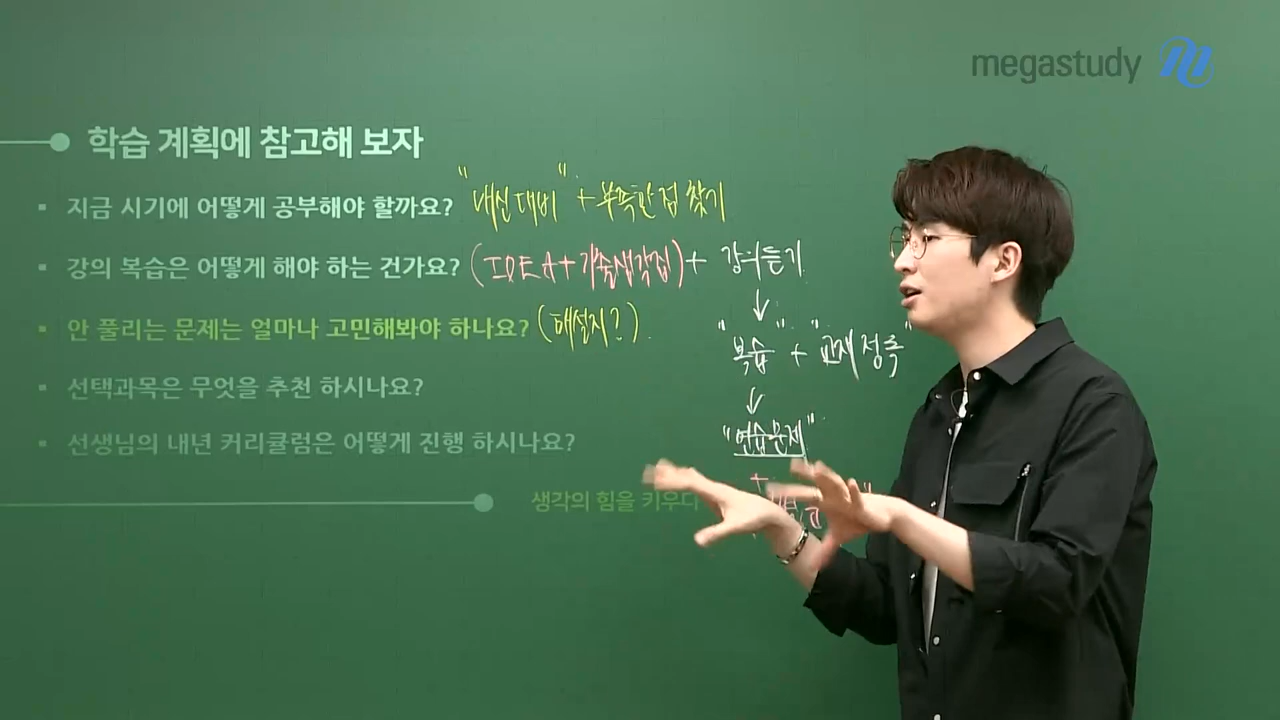 megastudy
학습 계획에 참고해 보자
지금 시기에 어떻게 공부해야 할까요? "내신대비" + 부족한 점 찾기
강의 복습은 어떻게 해야 하는 건가요? (IDEA+가족생각집)+ 강의듣기
↓
안 풀리는 문제는 얼마나 고민해봐야 하나요? (해설지?)
"복습" + "교재 정독"
↓
선택과목은 무엇을 추천 하시나요?
"연습문제"
선생님의 내년 커리큘럼은 어떻게 진행 하시나요?
+
생각의 힘을 키우다